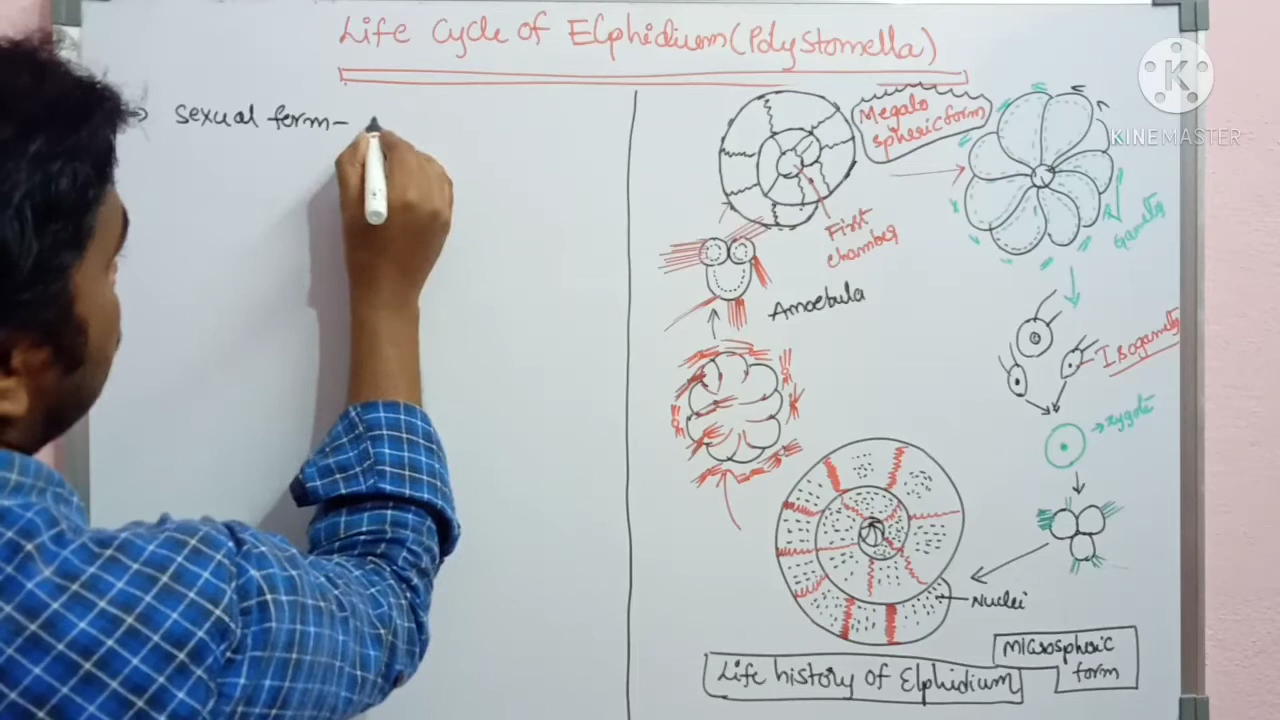 Life Cycle of Elphidium (Polystomella)
→ Sexual form -
Megalo
spheric form
K
KINEMASTER
First
chamber
Gametes
Amoebula
Isogametes
→ zygote
Nuclei
Microspheric
form
Life history of Elphidium